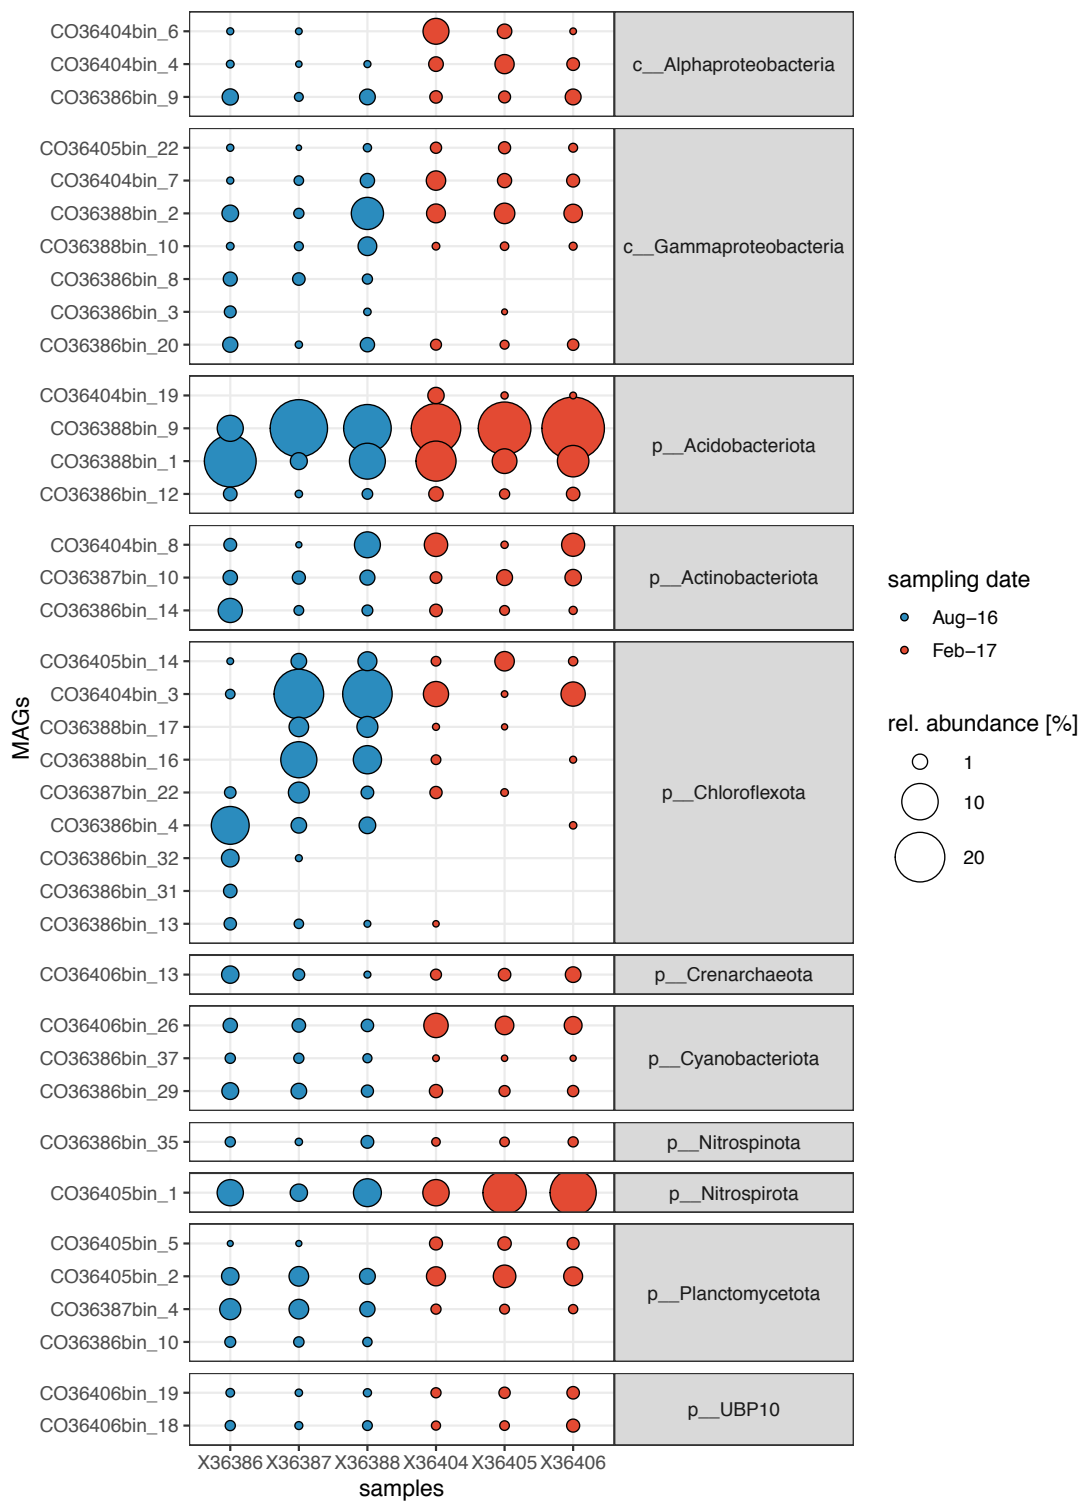 CO36404bin_6
CO36404bin_4
CO36386bin_9
c__Alphaproteobacteria
CO36405bin_22
CO36404bin_7
CO36388bin_2
CO36388bin_10
CO36386bin_8
CO36386bin_3
CO36386bin_20
c__Gammaproteobacteria
CO36404bin_19
CO36388bin_9
CO36388bin_1
CO36386bin_12
p__Acidobacteriota
CO36404bin_8
CO36387bin_10
CO36386bin_14
p__Actinobacteriota
CO36405bin_14
CO36404bin_3
CO36388bin_17
CO36388bin_16
CO36387bin_22
CO36386bin_4
CO36386bin_32
CO36386bin_31
CO36386bin_13
p__Chloroflexota
CO36406bin_13
p__Crenarchaeota
CO36406bin_26
CO36386bin_37
CO36386bin_29
p__Cyanobacteriota
CO36386bin_35
p__Nitrospinota
CO36405bin_1
p__Nitrospirota
CO36405bin_5
CO36405bin_2
CO36387bin_4
CO36386bin_10
p__Planctomycetota
CO36406bin_19
CO36406bin_18
p__UBP10
X36386 X36387 X36388 X36404 X36405 X36406
samples
MAGs
sampling date
Aug−16
Feb−17
rel. abundance [%]
1
10
20